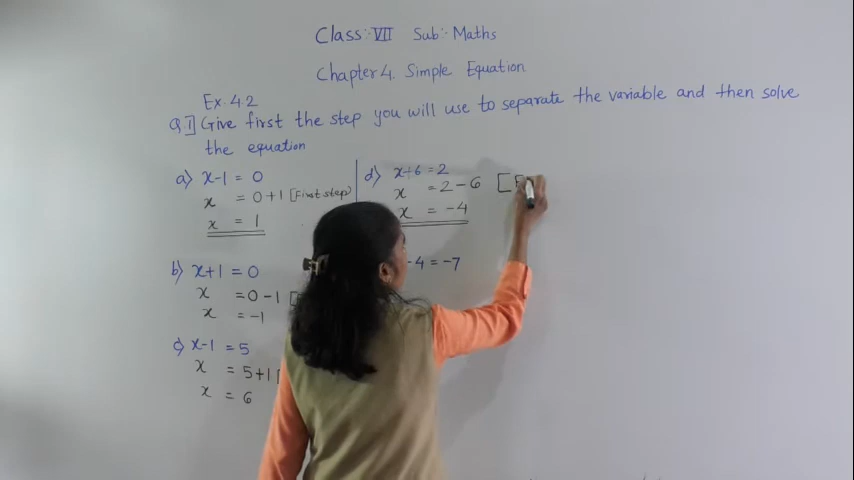 Class:- VII Sub:- Maths
Chapter 4. Simple Equation
Ex. 4.2
Q.1] Give first the step you will use to separate the variable and then solve
the equation
a) x-1 = 0
x = 0+1 [First step]
x = 1
b) x+1 = 0
x = 0-1 [
x = -1
c) x-1 = 5
x = 5+1 [
x = 6
d) x+6 = 2
x = 2-6 [
x = -4
-4 = -7